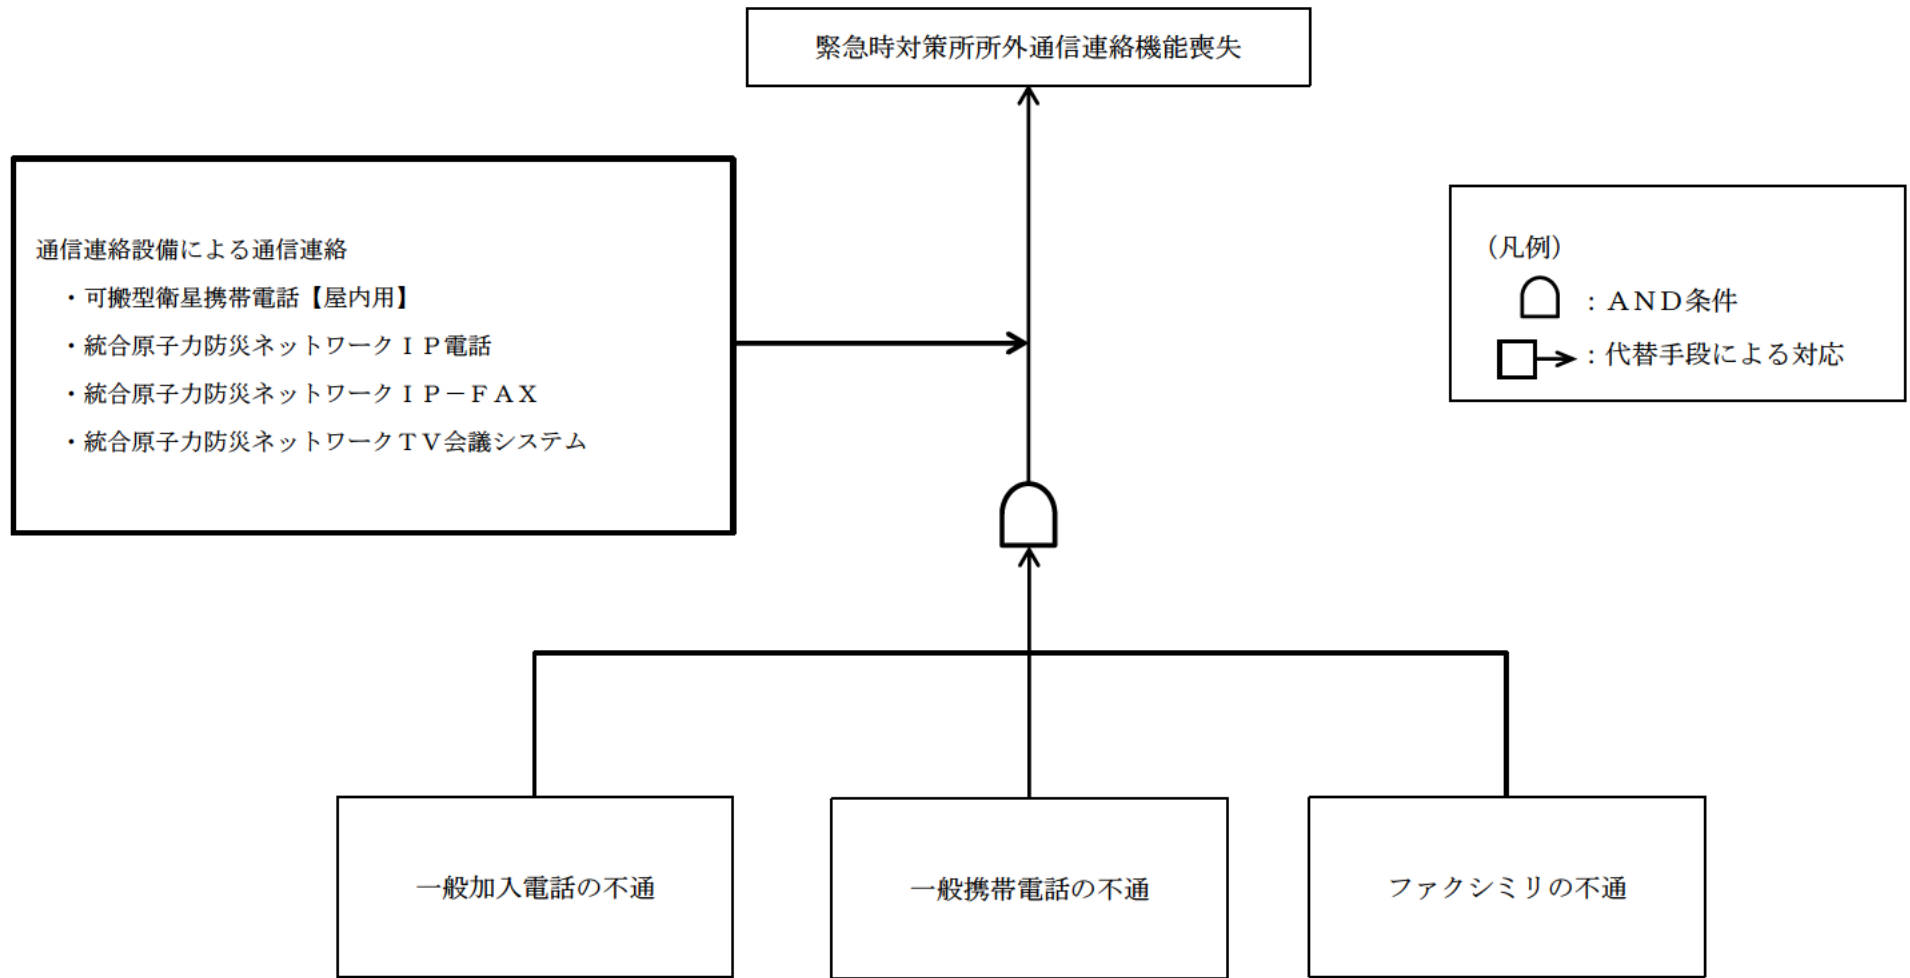 緊急時対策所所外通信連絡機能喪失
通信連絡設備による通信連絡
・可搬型衛星携帯電話【屋内用】
・統合原子力防災ネットワークＩＰ電話
・統合原子力防災ネットワークＩＰ－ＦＡＸ
・統合原子力防災ネットワークＴＶ会議システム
（凡例）
：ＡＮＤ条件
：代替手段による対応
一般加入電話の不通
一般携帯電話の不通
ファクシミリの不通